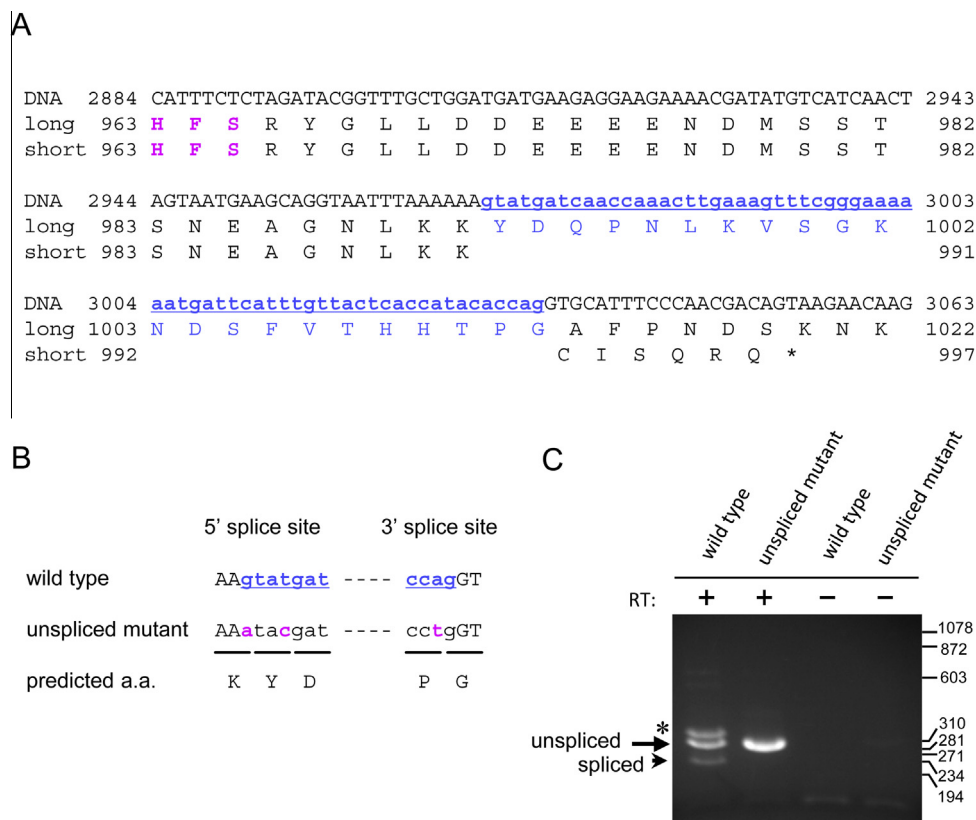 A
DNA 2884 CATTTCTCTAGATACGGTTTGCTGGATGATGAAGAGGAAGAAAACGATATGTCATCAACT 2943
long 963 H F S R Y G L L D D E E E E N D M S S T 982
short 963 H F S R Y G L L D D E E E E N D M S S T 982
DNA 2944 AGTAATGAAGCAGGTAATTTAAAAAAgtatgatcaaccaaacttgaaagtttcgggaaaa 3003
long 983 S N E A G N L K K Y D Q P N L K V S G K 1002
short 983 S N E A G N L K K 991
DNA 3004 aatgattcatttgttactcaccatacaccagGTGCATTTCCCAACGACAGTAAGAACAAG 3063
long 1003 N D S F V T H H T P G A F P N D S K N K 1022
short 992 C I S Q R Q * 997
B
5' splice site 3' splice site
wild type AAgtatgat ---- ccagGT
unspliced mutant AAatacgat ---- cctgGT
predicted a.a. K Y D P G
C
wild type
unspliced mutant
wild type
unspliced mutant
RT: + + − −
1078
872
603
310
281
271
234
194
*
unspliced
spliced